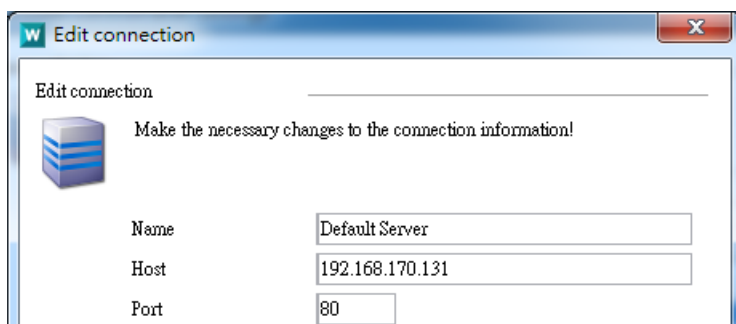 W Edit connection
Edit connection
Make the necessary changes to the connection information!
Name Default Server
Host 192.168.170.131
Port 80